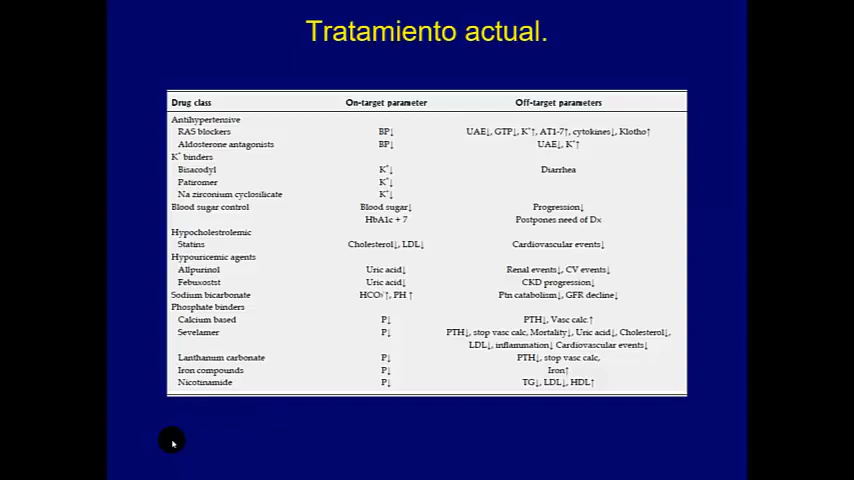 Tratamiento actual.
Drug class On-target parameter Off-target parameters
Antihypertensive
RAS blockers BP↓ UAE↓, GTP↓, K⁺↑, AT1-7↑, cytokines↓, Klotho↑
Aldosterone antagonists BP↓ UAE↓, K⁺↑
K⁺ binders
Bisacodyl K⁺↓ Diarrhea
Patiromer K⁺↓
Na zirconium cyclosilicate K⁺↓
Blood sugar control Blood sugar↓ Progression↓
HbA1c + 7 Postpones need of Dx
Hypocholestrolemic
Statins Cholesterol↓, LDL↓ Cardiovascular events↓
Hypouricemic agents
Allpurinol Uric acid↓ Renal events↓, CV events↓
Febuxostst Uric acid↓ CKD progression↓
Sodium bicarbonate HCO₃⁻↑, PH ↑ Ptn catabolism↓, GFR decline↓
Phosphate binders
Calcium based P↓ PTH↓, Vasc calc.↑
Sevelamer P↓ PTH↓, stop vasc calc, Mortality↓, Uric acid↓, Cholesterol↓,
LDL↓, inflammation↓ Cardiovascular events↓
Lanthanum carbonate P↓ PTH↓, stop vasc calc,
Iron compounds P↓ Iron↑
Nicotinamide P↓ TG↓, LDL↓, HDL↑